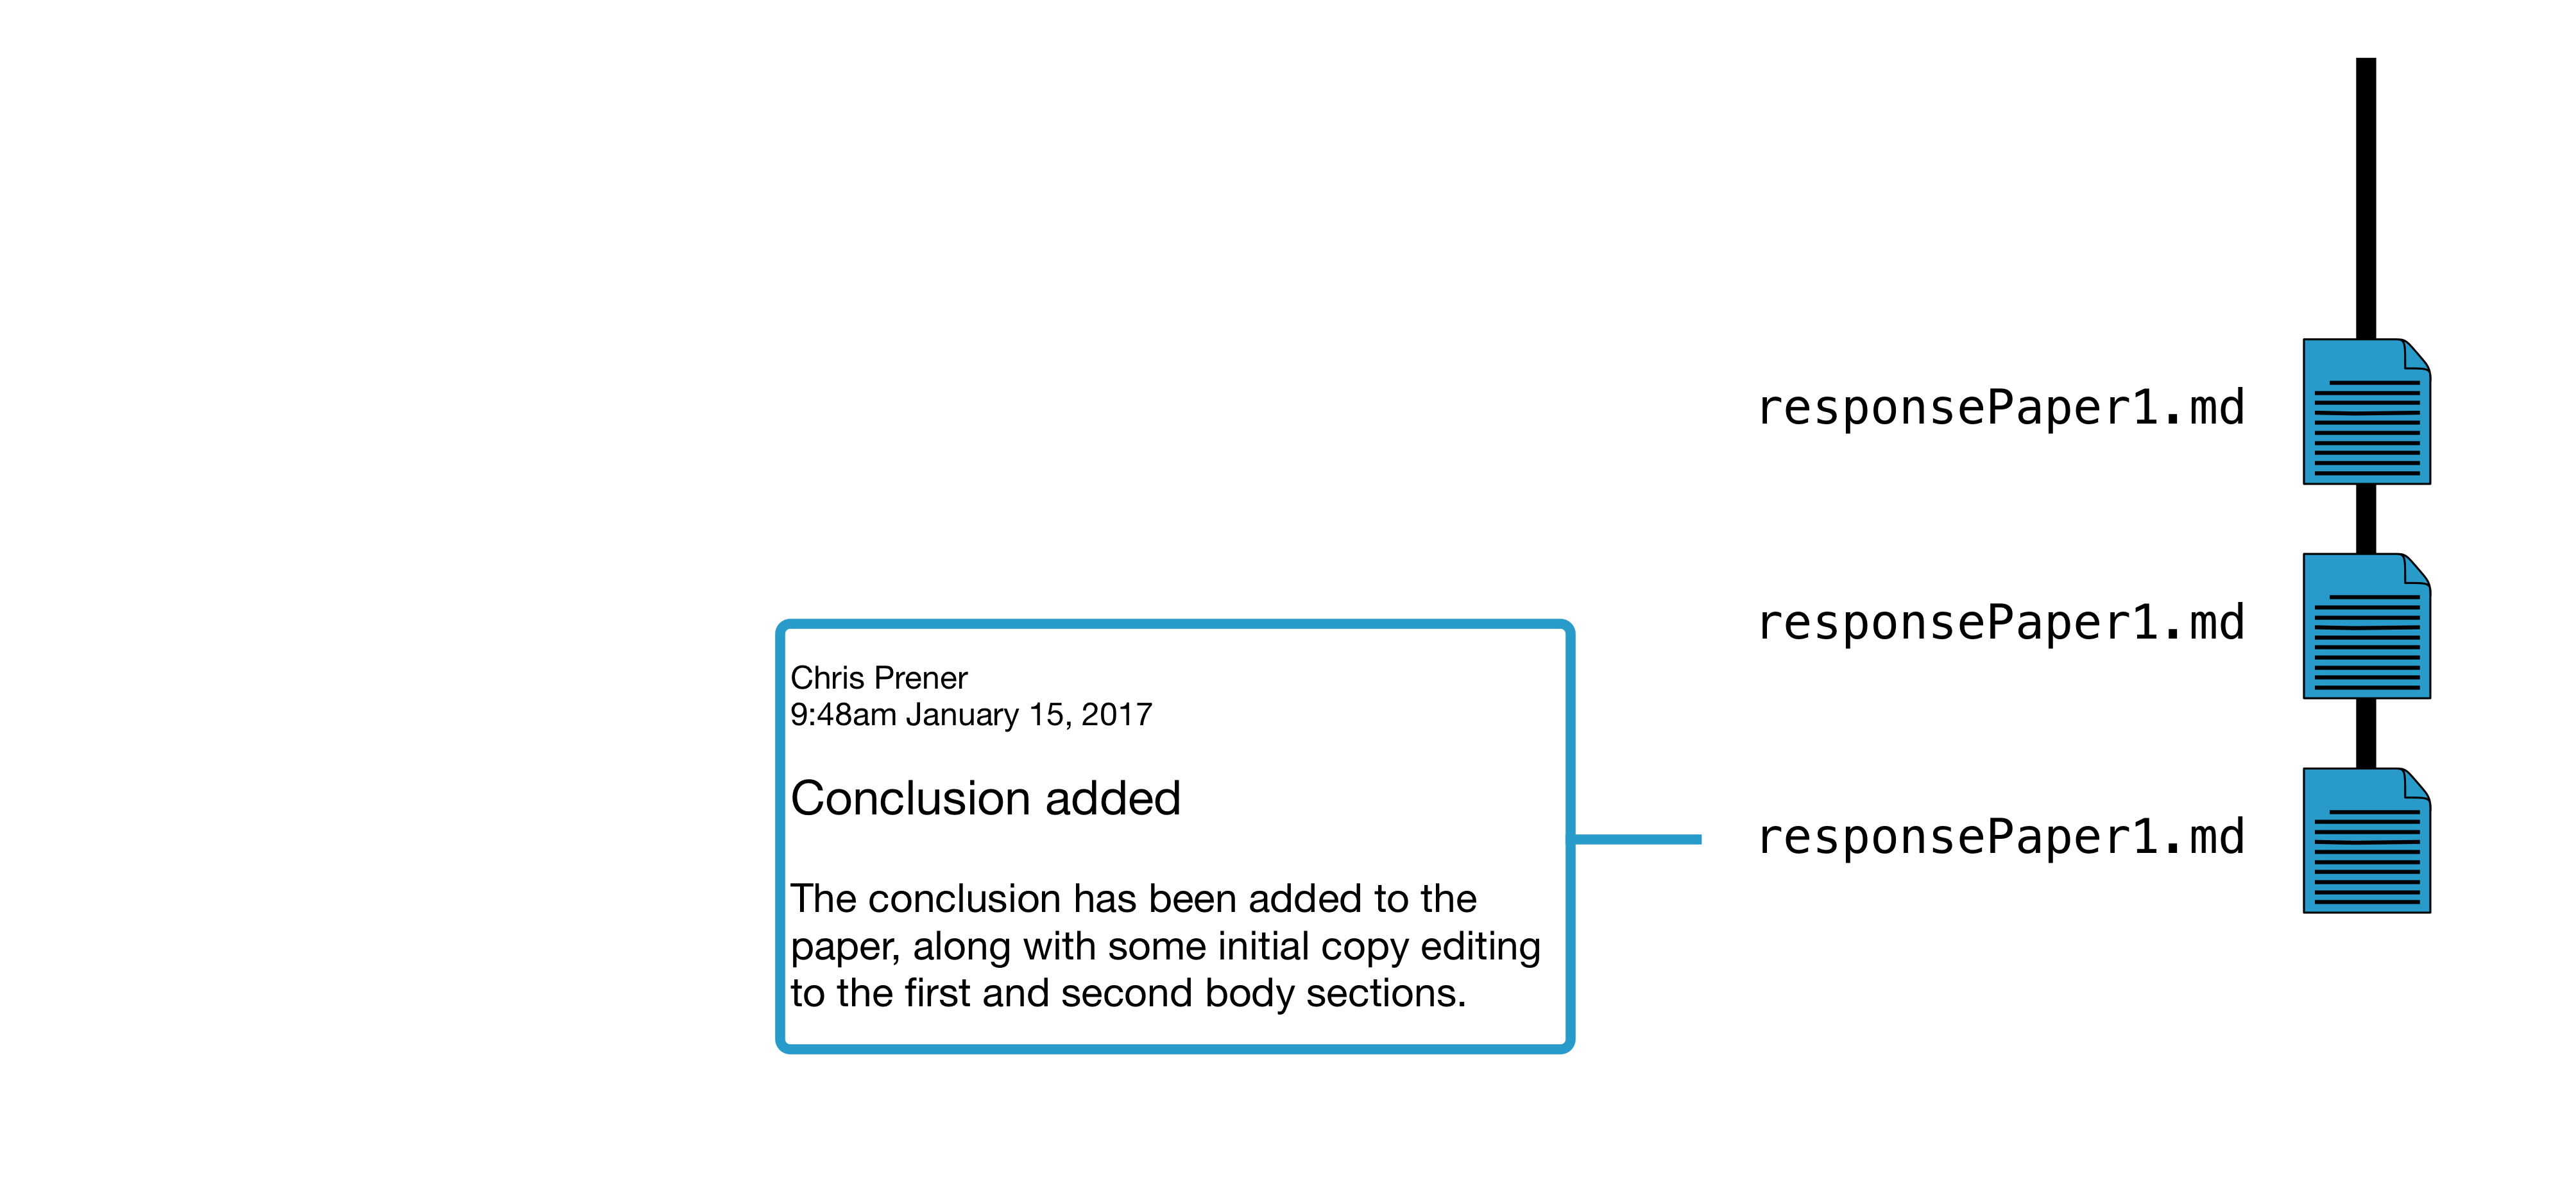 responsePaper1.md
responsePaper1.md
Chris Prener
9:48am January 15, 2017
Conclusion added
The conclusion has been added to the
paper, along with some initial copy editing
to the first and second body sections.
responsePaper1.md